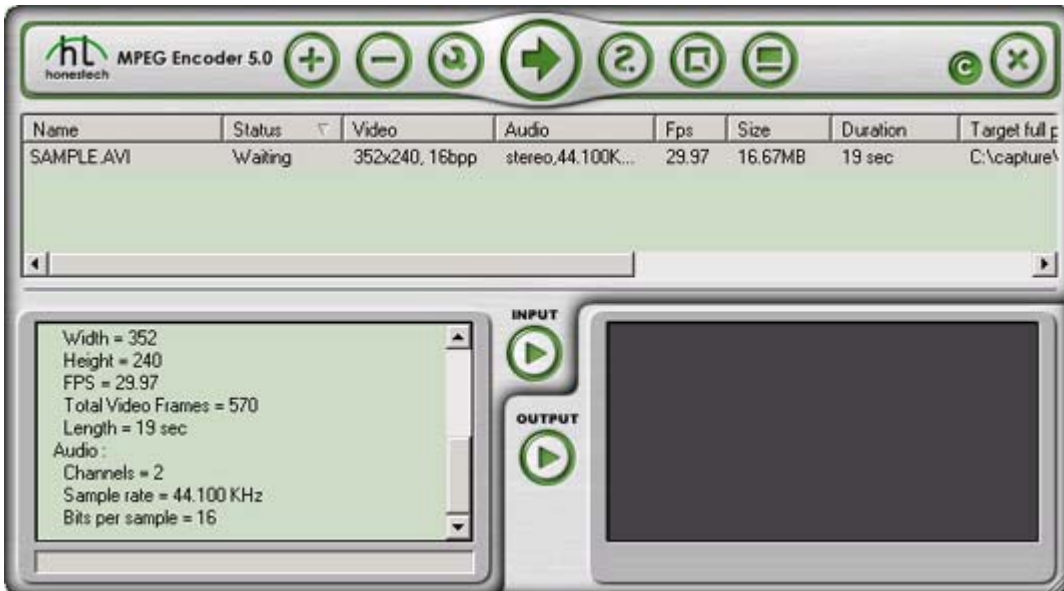 hl
honestech
MPEG Encoder 5.0
Name Status Video Audio Fps Size Duration Target full
SAMPLE.AVI Waiting 352x240, 16bpp stereo,44.100K... 29.97 16.67MB 19 sec C:\capture\
INPUT
Width = 352
Height = 240
FPS = 29.97
Total Video Frames = 570
OUTPUT
Length = 19 sec
Audio :
Channels = 2
Sample rate = 44.100 KHz
Bits per sample = 16